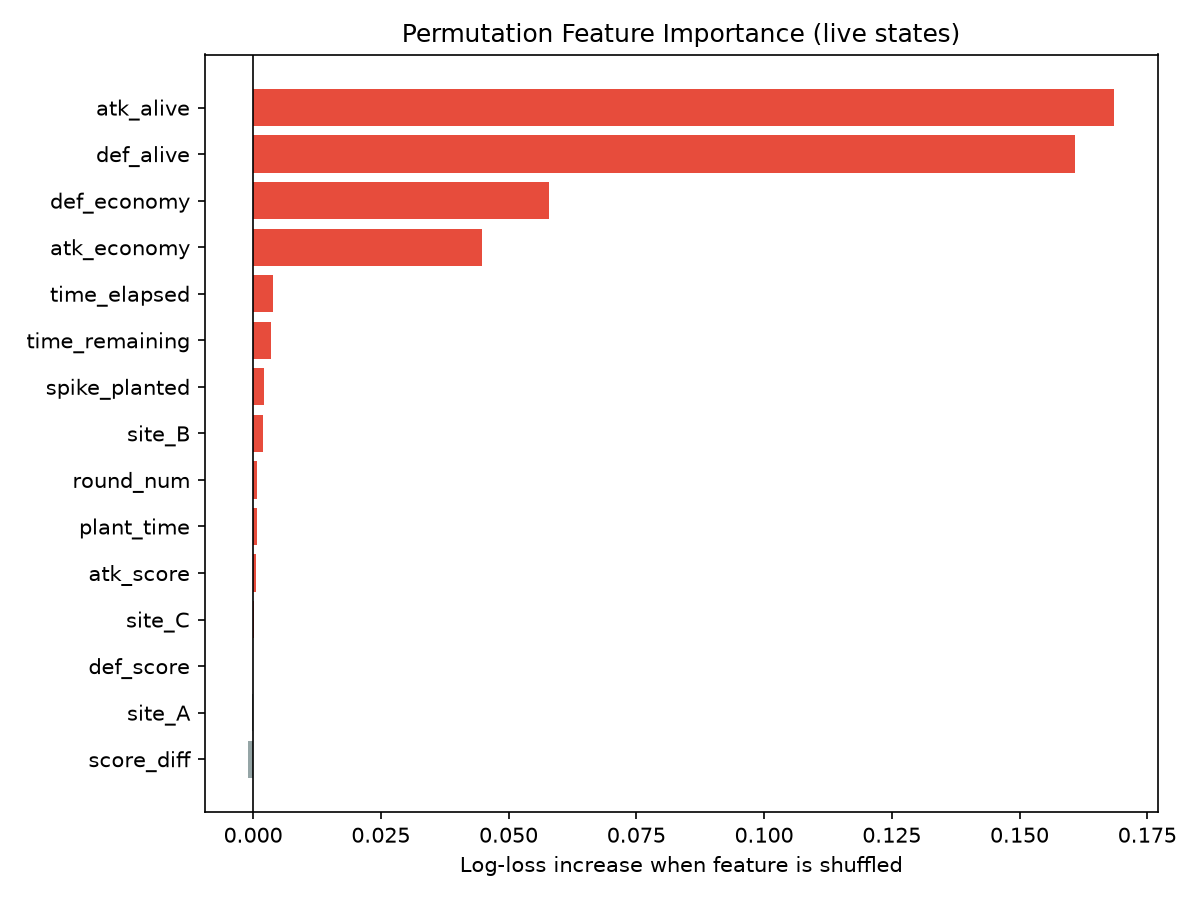 Permutation Feature Importance (live states)
atk_alive
def_alive
def_economy
atk_economy
time_elapsed
time_remaining
spike_planted
site_B
round_num
plant_time
atk_score
site_C
def_score
site_A
score_diff
0.000 0.025 0.050 0.075 0.100 0.125 0.150 0.175
Log-loss increase when feature is shuffled